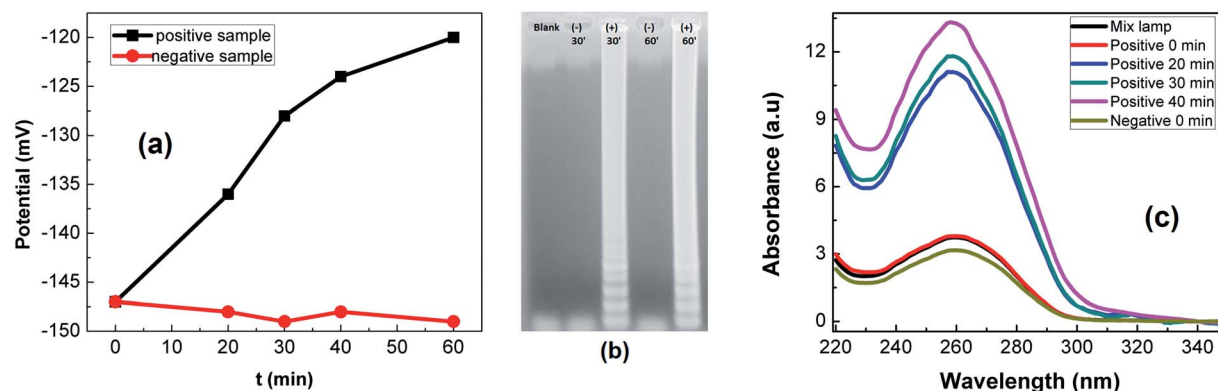 -120
-125
-130
-135
-140
-145
-150
Potential (mV)
positive sample
negative sample
(a)
0 10 20 30 40 50 60
t (min)
Blank (-) (+) (-) (+)
30' 30' 60' 60'
(b)
12
9
6
3
0
Absorbance (a.u)
Mix lamp
Positive 0 min
Positive 20 min
Positive 30 min
Positive 40 min
Negative 0 min
(c)
220 240 260 280 300 320 340
Wavelength (nm)